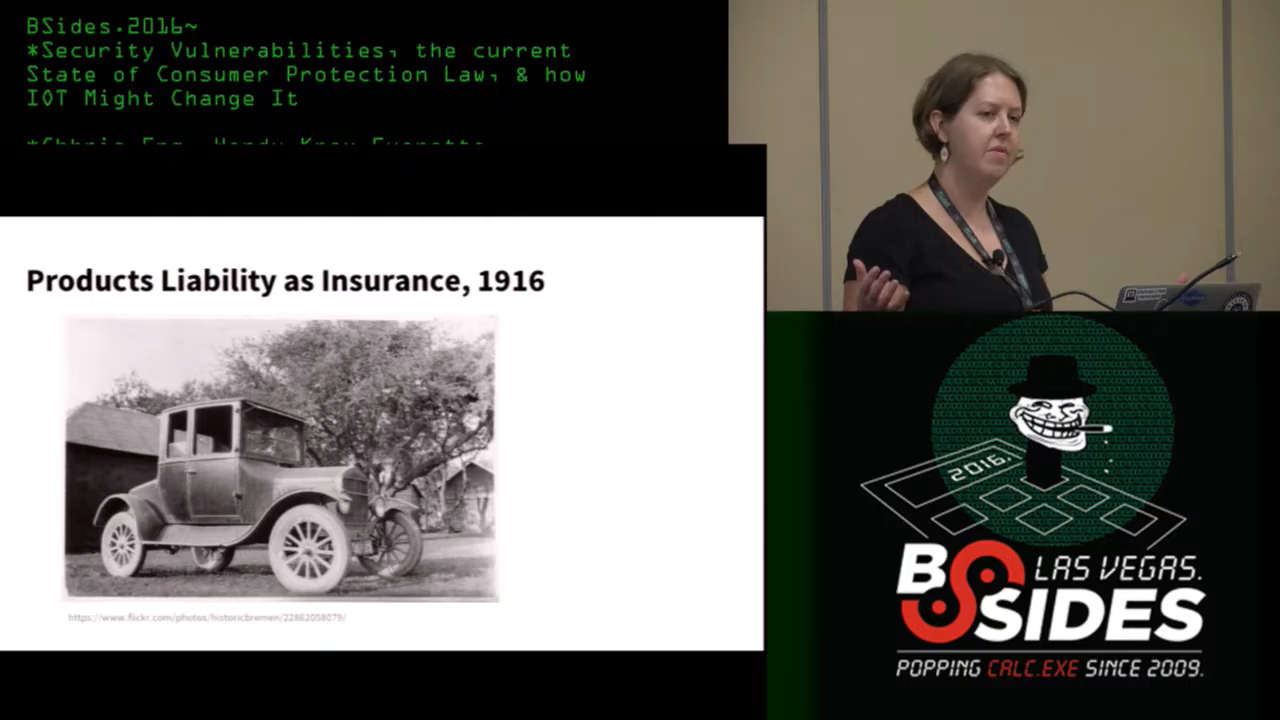 BSides.2016~
*Security Vulnerabilities, the current
State of Consumer Protection Law, & how
IOT Might Change It
Products Liability as Insurance, 1916
https://www.flickr.com/photos/historicbremen/22862058079/
2016.
BSIDES
LAS VEGAS.
POPPING CALC.EXE SINCE 2009.